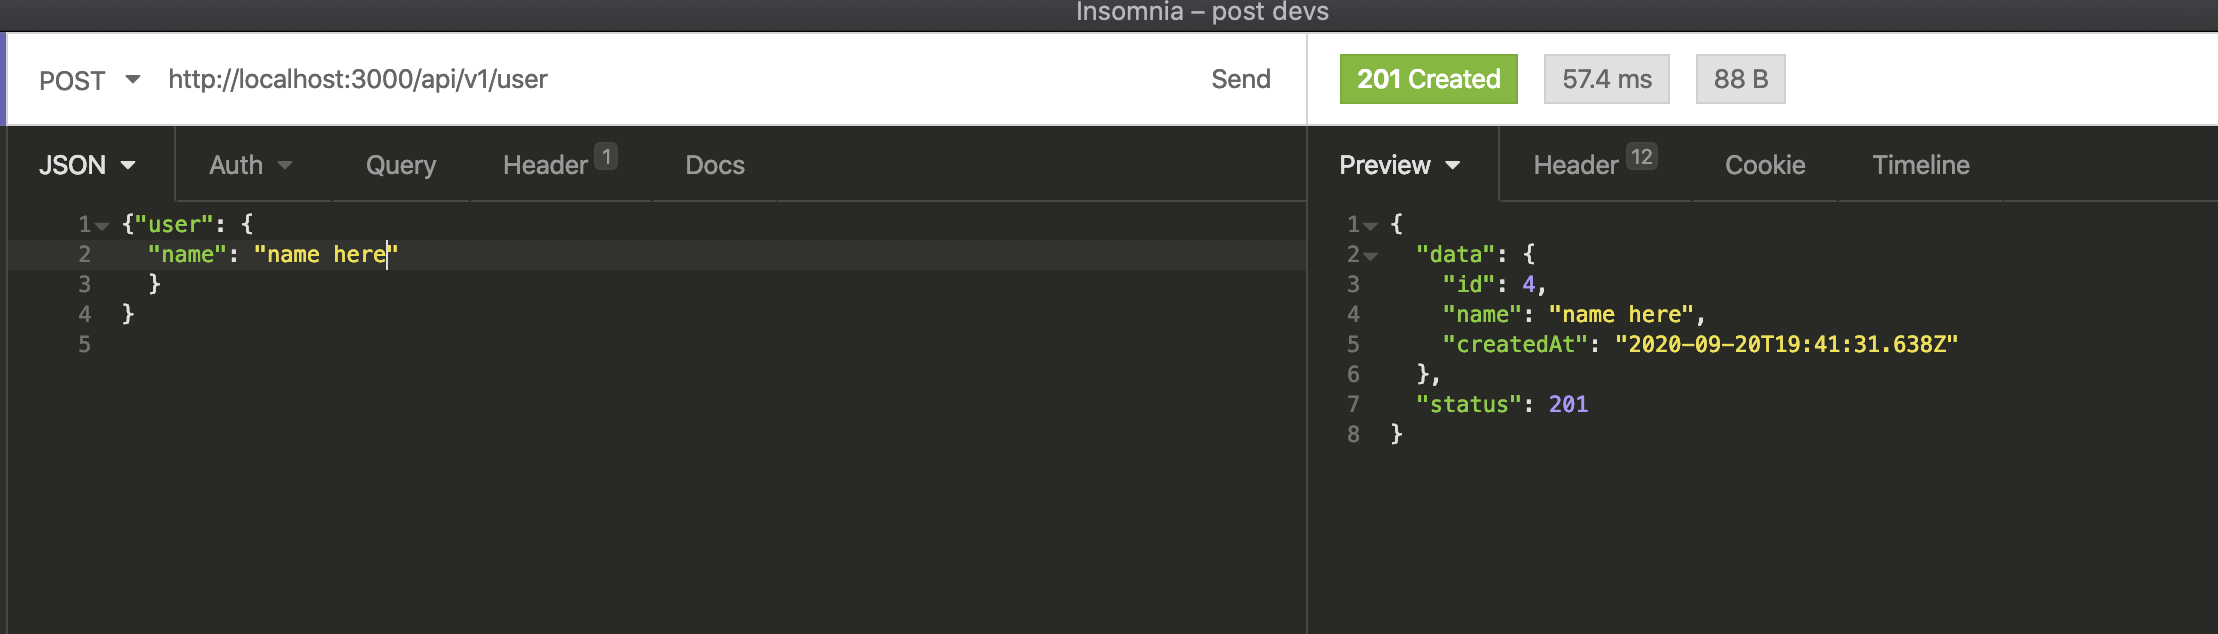 Insomnia – post devs
POST http://localhost:3000/api/v1/user Send
201 Created 57.4 ms 88 B
JSON Auth Query Header 1 Docs
1 {"user": {
2 "name": "name here"
3 }
4 }
5
Preview Header 12 Cookie Timeline
1 {
2 "data": {
3 "id": 4,
4 "name": "name here",
5 "createdAt": "2020-09-20T19:41:31.638Z"
6 },
7 "status": 201
8 }